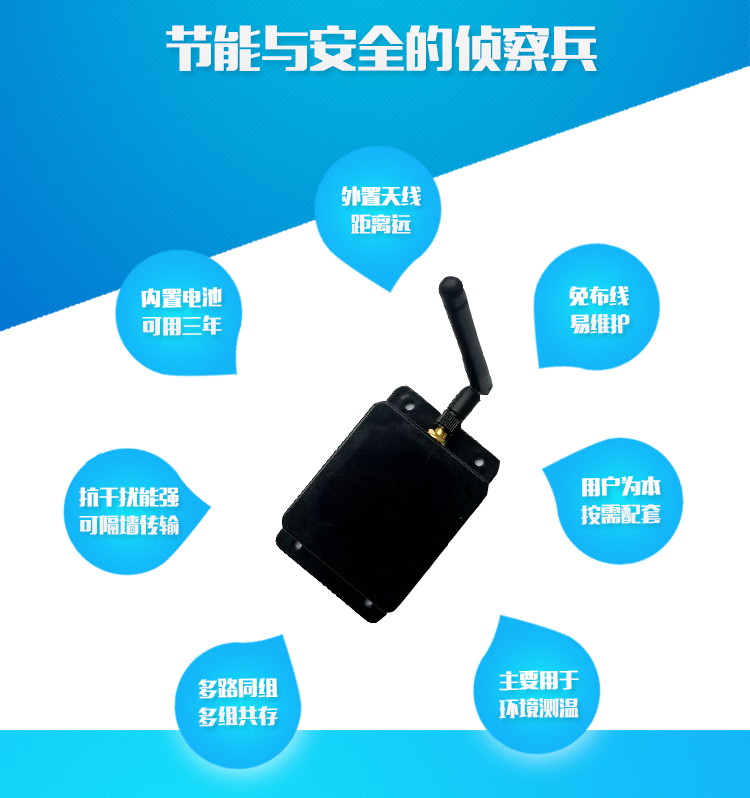 节能与安全的侦察兵
外置天线
距离远
内置电池
可用三年
免布线
易维护
抗干扰能强
可隔墙传输
用户为本
按需配套
多路同组
多组共存
主要用于
环境测温